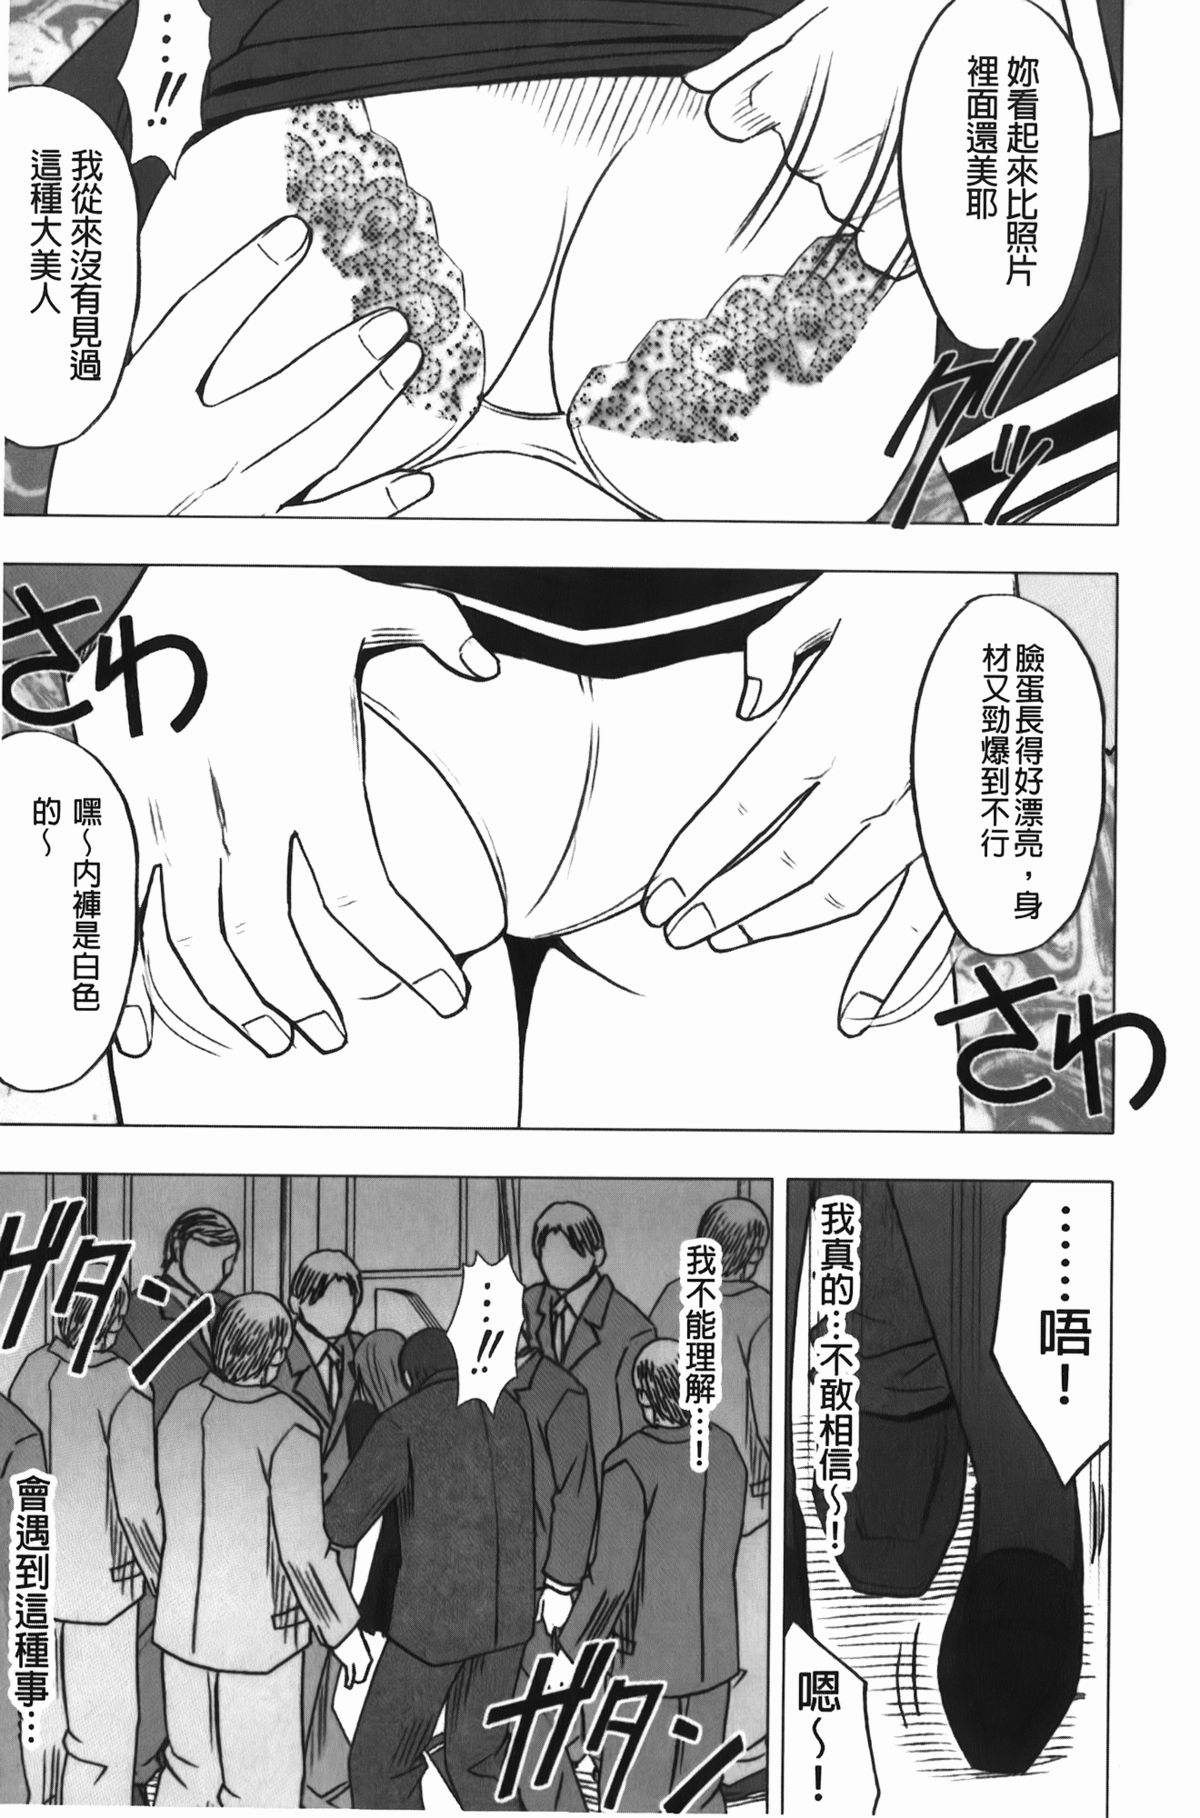 妳看起來比照片
裡面還美耶
グッ
…!!
我從來沒有見過
這種大美人
臉蛋長得好漂亮，身
材又勁爆到不行
さわ
さわ
嘿～內褲是白色
的～
……唔！
我真的…不敢相信～！
嗯～！
我不能理解…！
…!!
ガタン
ガタン
會遇到這種事…